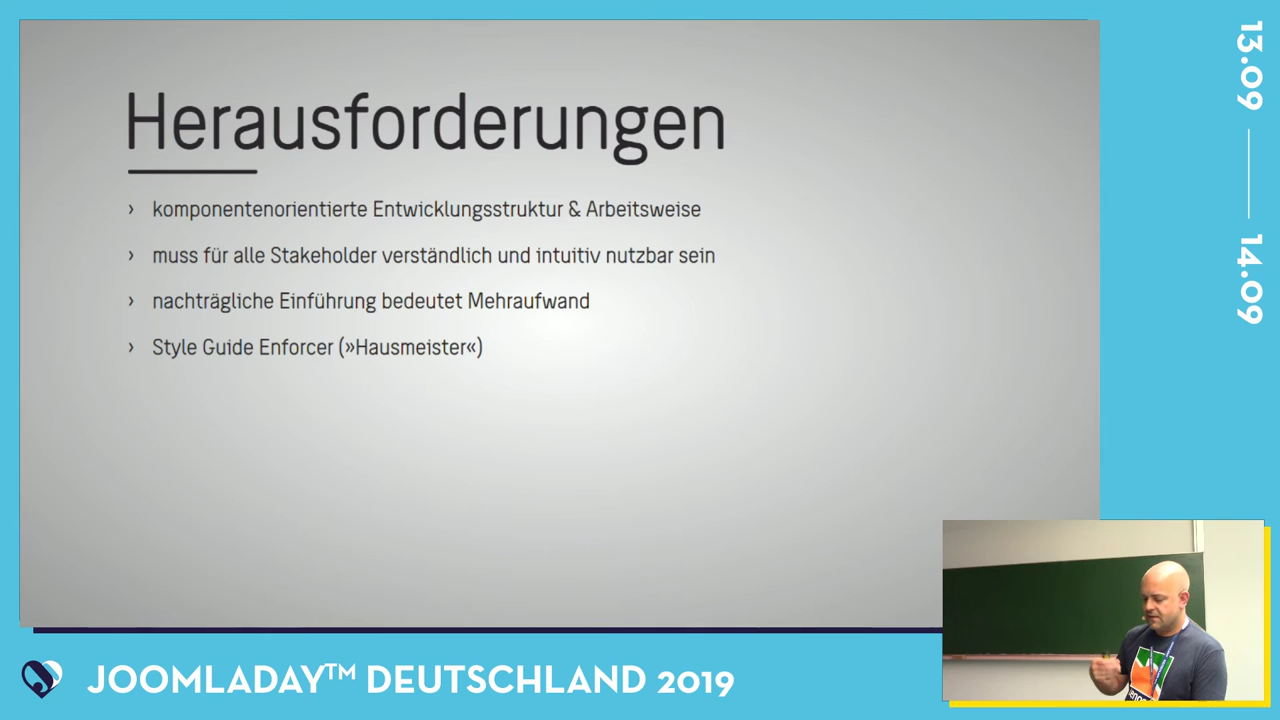 Herausforderungen
› komponentenorientierte Entwicklungsstruktur & Arbeitsweise
› muss für alle Stakeholder verständlich und intuitiv nutzbar sein
› nachträgliche Einführung bedeutet Mehraufwand
› Style Guide Enforcer (»Hausmeister«)
13.09 — 14.09
JOOMLADAY™ DEUTSCHLAND 2019